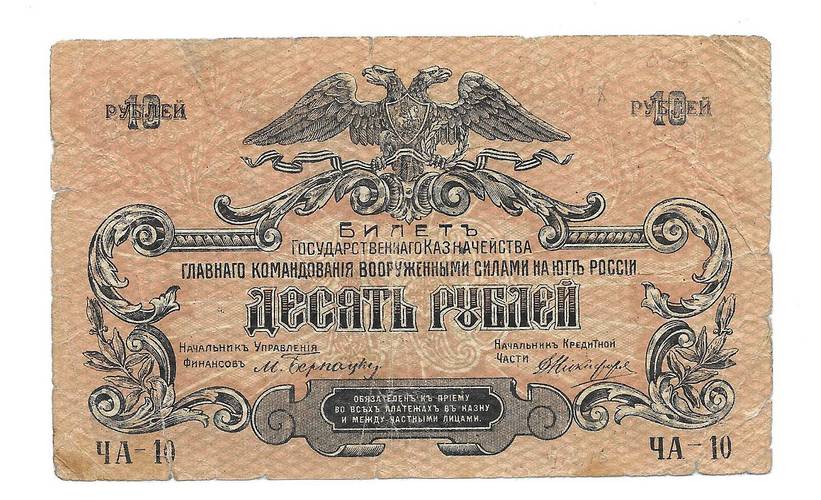 10
РУБЛЕЙ
10
РУБЛЕЙ
БИЛЕТЪ
ГОСУДАРСТВЕННАГО КАЗНАЧЕЙСТВА
ГЛАВНАГО КОМАНДОВАНІЯ ВООРУЖЕННЫМИ СИЛАМИ НА ЮГѢ РОССІИ
ДЕСЯТЬ РУБЛЕЙ
НАЧАЛЬНИКЪ УПРАВЛЕНІЯ
ФИНАНСОВЪ
М. Бернацкій
НАЧАЛЬНИКЪ КРЕДИТНОЙ
ЧАСТИ
ОБЯЗАТЕЛЕНЪ КЪ ПРІЕМУ
ВО ВСѢХЪ ПЛАТЕЖАХЪ ВЪ КАЗНУ
И МЕЖДУ ЧАСТНЫМИ ЛИЦАМИ.
ЧА-10
ЧА-10